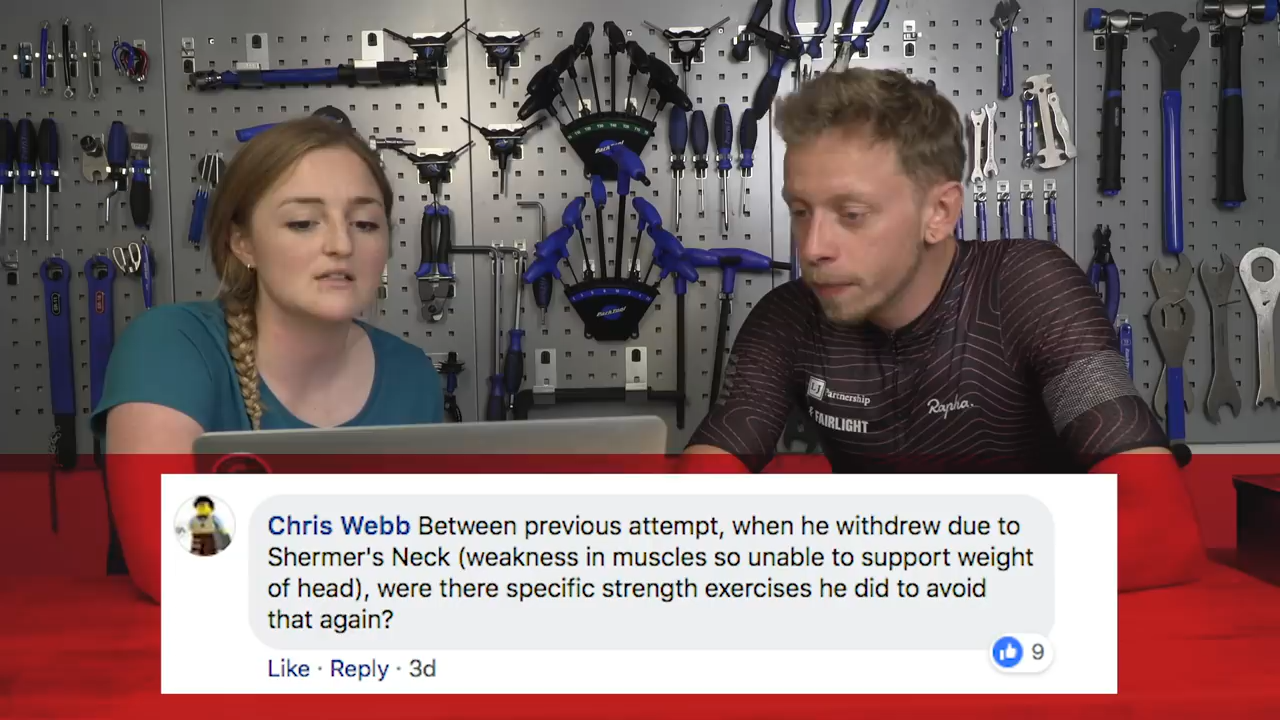 LJ Partnership
Rapha.
FAIRLIGHT
Chris Webb Between previous attempt, when he withdrew due to
Shermer's Neck (weakness in muscles so unable to support weight
of head), were there specific strength exercises he did to avoid
that again?
Like · Reply · 3d
9